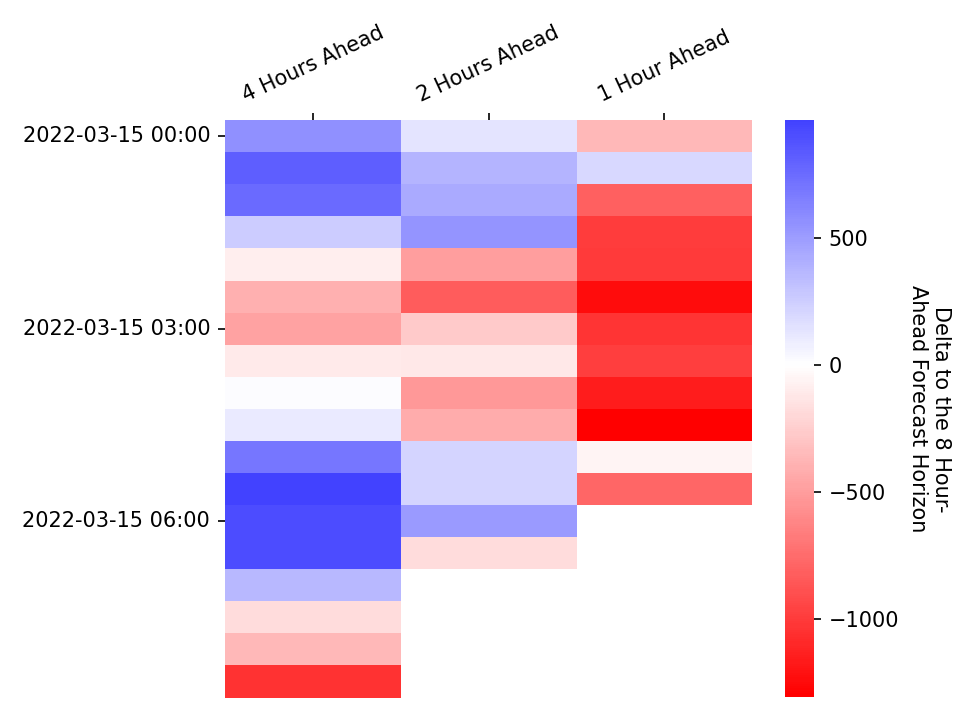 4 Hours Ahead
2 Hours Ahead
1 Hour Ahead
2022-03-15 00:00
2022-03-15 03:00
2022-03-15 06:00
500
0
−500
−1000
Delta to the 8 Hour-
Ahead Forecast Horizon